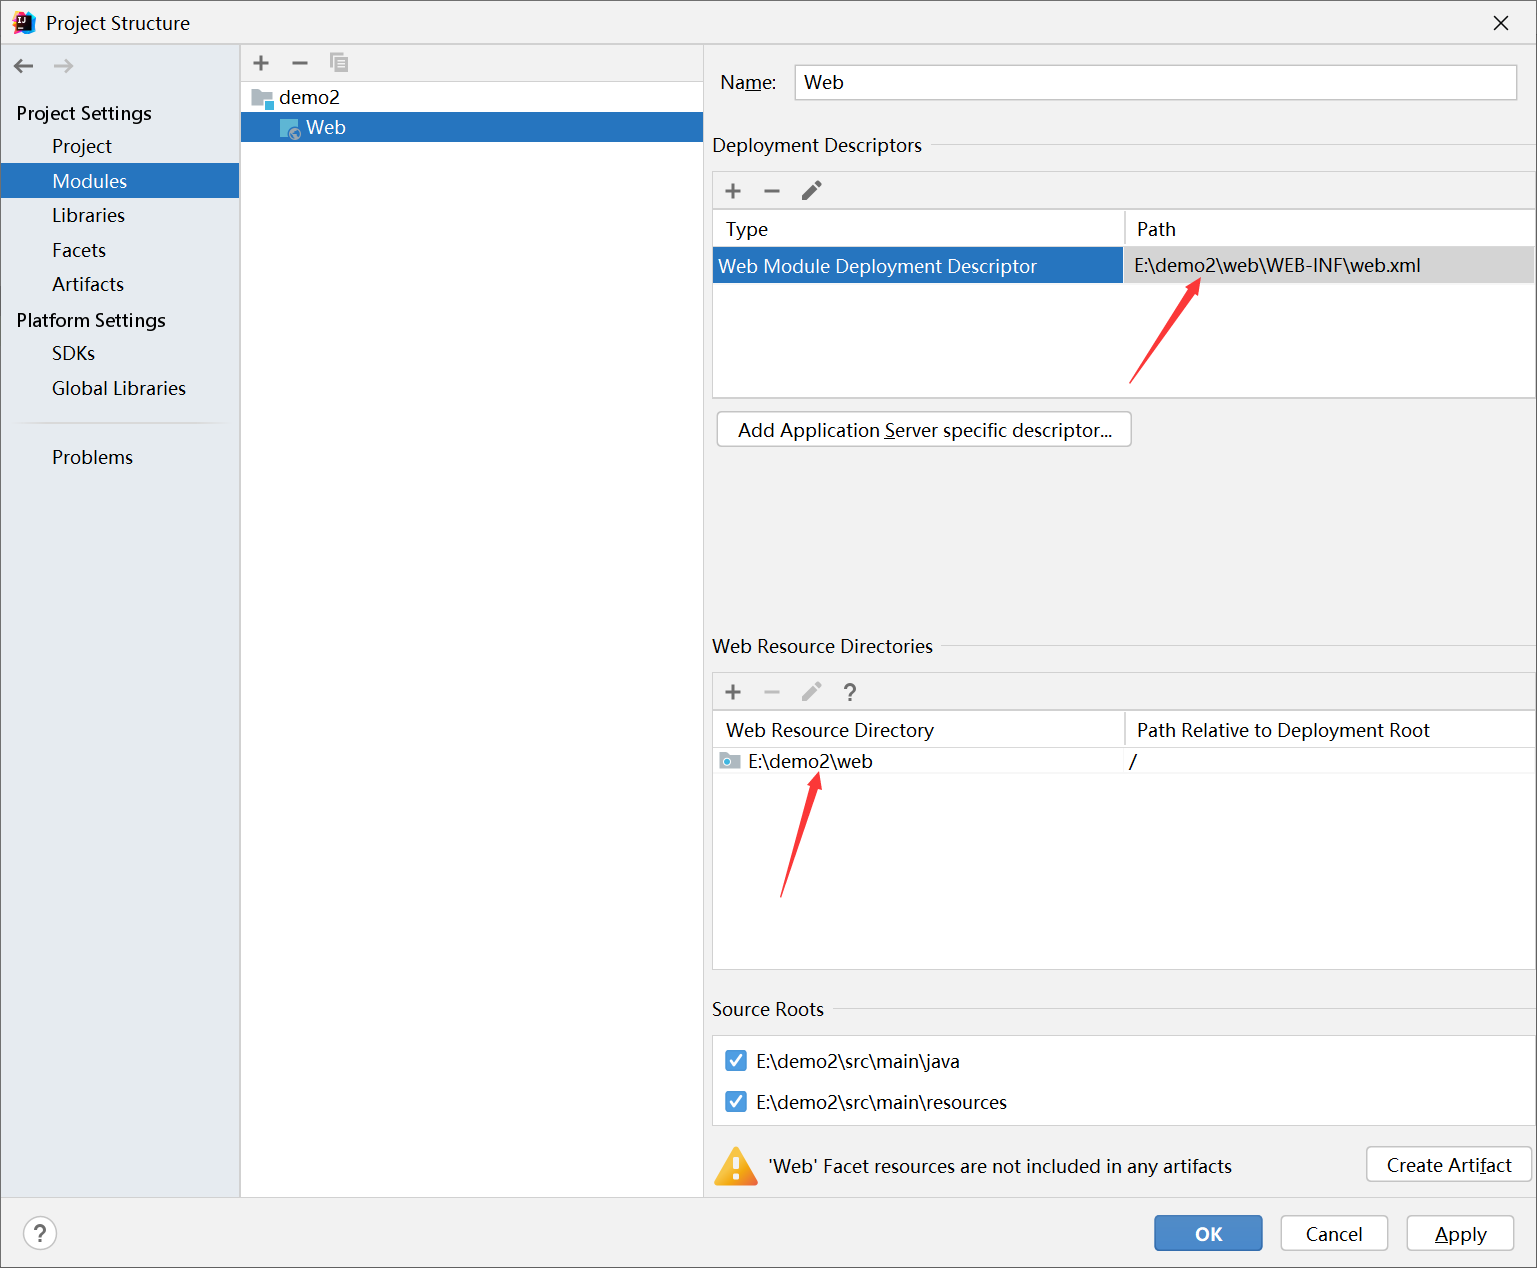 Project Structure
Project Settings
Project
Modules
Libraries
Facets
Artifacts
Platform Settings
SDKs
Global Libraries
Problems
demo2
Web
Name: Web
Deployment Descriptors
Type Path
Web Module Deployment Descriptor E:\demo2\web\WEB-INF\web.xml
Add Application Server specific descriptor...
Web Resource Directories
?
Web Resource Directory Path Relative to Deployment Root
E:\demo2\web /
Source Roots
E:\demo2\src\main\java
E:\demo2\src\main\resources
'Web' Facet resources are not included in any artifacts Create Artifact
? OK Cancel Apply